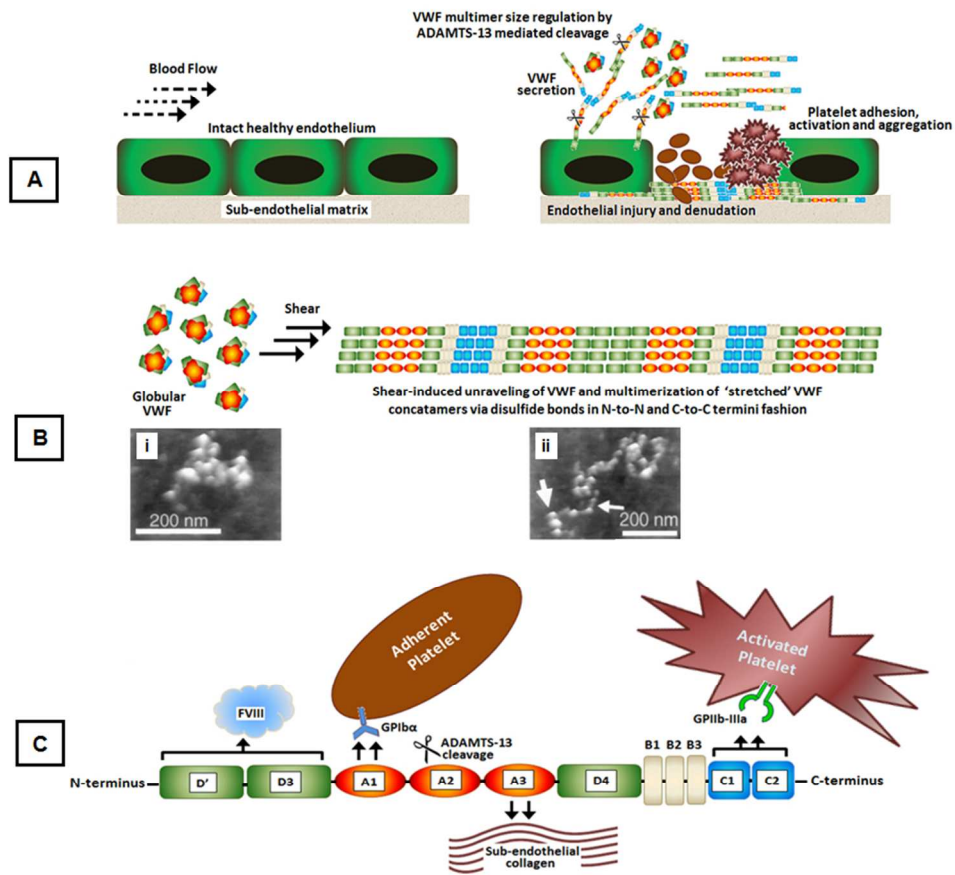 A
Blood Flow
Intact healthy endothelium
Sub-endothelial matrix
VWF multimer size regulation by
ADAMTS-13 mediated cleavage
VWF
secretion
Platelet adhesion,
activation and aggregation
Endothelial injury and denudation
B
Globular
VWF
Shear
Shear-induced unraveling of VWF and multimerization of ‘stretched’ VWF
concatamers via disulfide bonds in N-to-N and C-to-C termini fashion
i
200 nm
ii
200 nm
C
FVIII
Adherent
Platelet
GPIbα
ADAMTS-13
cleavage
Activated
Platelet
GPIIb-IIIa
N-terminus
D'
D3
A1
A2
A3
D4
B1 B2 B3
C1
C2
C-terminus
Sub-endothelial
collagen